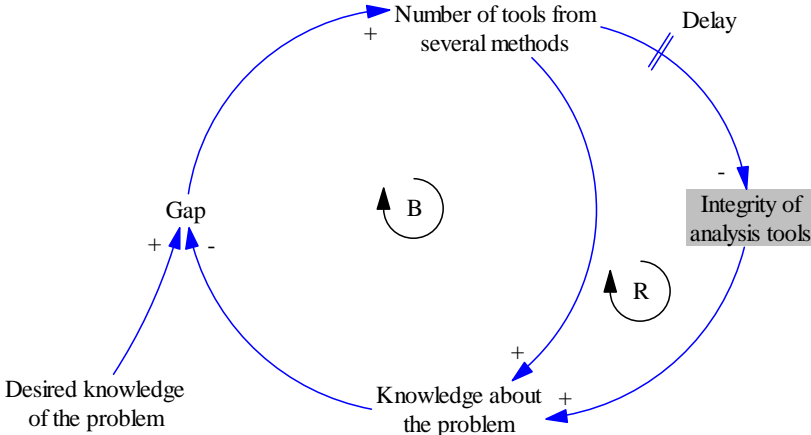 Number of tools from
several methods
Delay
+
-
Integrity of
analysis tools
B
Gap
+
-
R
+
Desired knowledge
of the problem
Knowledge about
the problem
+